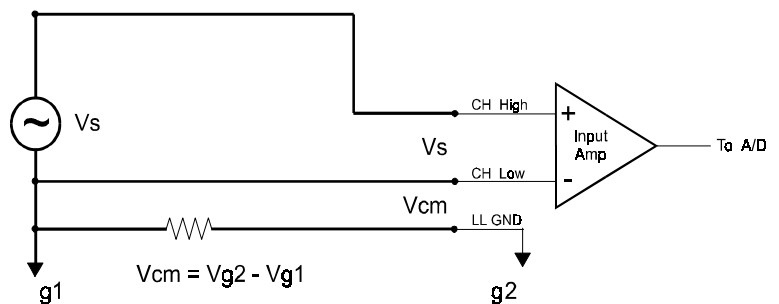 CH High
Vs
+
Input
Amp
To A/D
Vs
CH Low
-
Vcm
LL GND
Vcm = Vg2 - Vg1
g1
g2